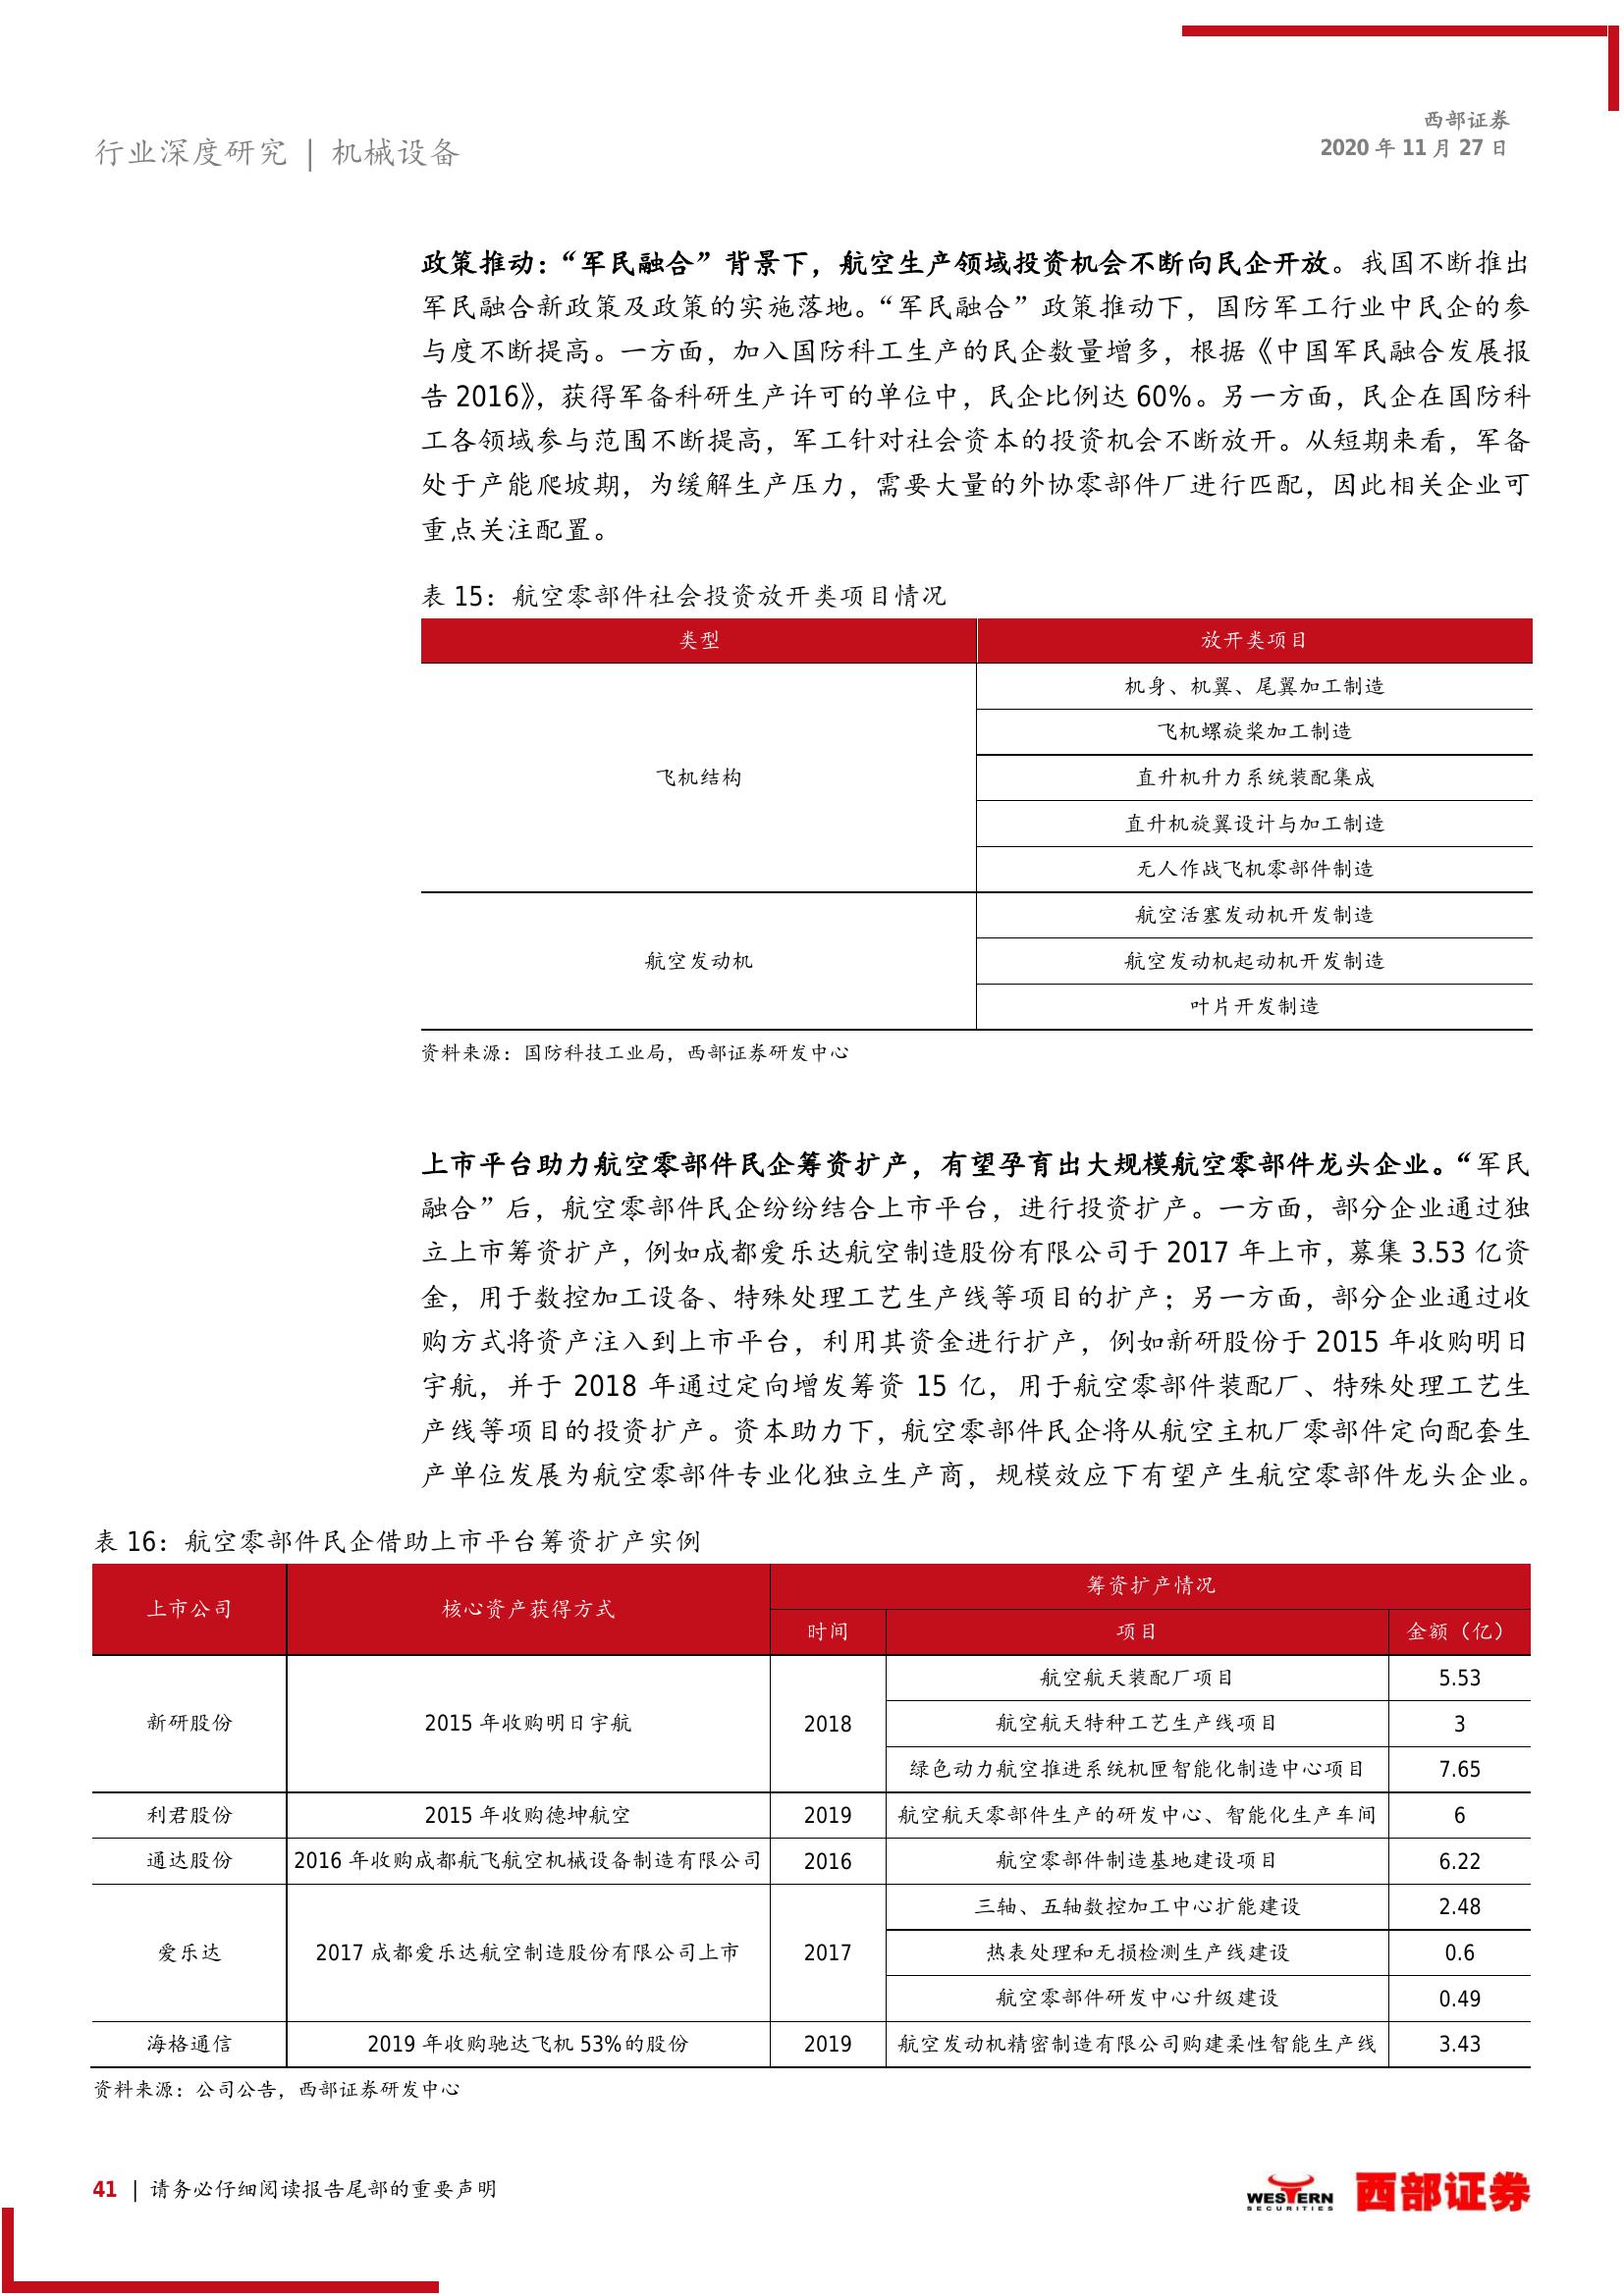 西部证券
2020 年 11 月 27 日
行业深度研究 | 机械设备
政策推动：“军民融合”背景下，航空生产领域投资机会不断向民企开放。我国不断推出
军民融合新政策及政策的实施落地。“军民融合”政策推动下，国防军工行业中民企的参
与度不断提高。一方面，加入国防科工生产的民企数量增多，根据《中国军民融合发展报
告 2016》，获得军备科研生产许可的单位中，民企比例达 60%。另一方面，民企在国防科
工各领域参与范围不断提高，军工针对社会资本的投资机会不断放开。从短期来看，军备
处于产能爬坡期，为缓解生产压力，需要大量的外协零部件厂进行匹配，因此相关企业可
重点关注配置。
表 15：航空零部件社会投资放开类项目情况
类型 放开类项目
飞机结构
机身、机翼、尾翼加工制造
飞机螺旋桨加工制造
直升机升力系统装配集成
直升机旋翼设计与加工制造
无人作战飞机零部件制造
航空发动机
航空活塞发动机开发制造
航空发动机起动机开发制造
叶片开发制造
资料来源：国防科技工业局，西部证券研发中心
上市平台助力航空零部件民企筹资扩产，有望孕育出大规模航空零部件龙头企业。“军民
融合”后，航空零部件民企纷纷结合上市平台，进行投资扩产。一方面，部分企业通过独
立上市筹资扩产，例如成都爱乐达航空制造股份有限公司于 2017 年上市，募集 3.53 亿资
金，用于数控加工设备、特殊处理工艺生产线等项目的扩产；另一方面，部分企业通过收
购方式将资产注入到上市平台，利用其资金进行扩产，例如新研股份于 2015 年收购明日
宇航，并于 2018 年通过定向增发筹资 15 亿，用于航空零部件装配厂、特殊处理工艺生
产线等项目的投资扩产。资本助力下，航空零部件民企将从航空主机厂零部件定向配套生
产单位发展为航空零部件专业化独立生产商，规模效应下有望产生航空零部件龙头企业。
表 16：航空零部件民企借助上市平台筹资扩产实例
上市公司 核心资产获得方式 筹资扩产情况
时间 项目 金额（亿）
新研股份 2015 年收购明日宇航 2018
航空航天装配厂项目 5.53
航空航天特种工艺生产线项目 3
绿色动力航空推进系统机匣智能化制造中心项目 7.65
利君股份 2015 年收购德坤航空 2019 航空航天零部件生产的研发中心、智能化生产车间 6
通达股份 2016 年收购成都航飞航空机械设备制造有限公司 2016 航空零部件制造基地建设项目 6.22
爱乐达 2017 成都爱乐达航空制造股份有限公司上市 2017
三轴、五轴数控加工中心扩能建设 2.48
热表处理和无损检测生产线建设 0.6
航空零部件研发中心升级建设 0.49
海格通信 2019 年收购驰达飞机 53%的股份 2019 航空发动机精密制造有限公司购建柔性智能生产线 3.43
资料来源：公司公告，西部证券研发中心
41 | 请务必仔细阅读报告尾部的重要声明
WESTERN
SECURITIES
西部证券